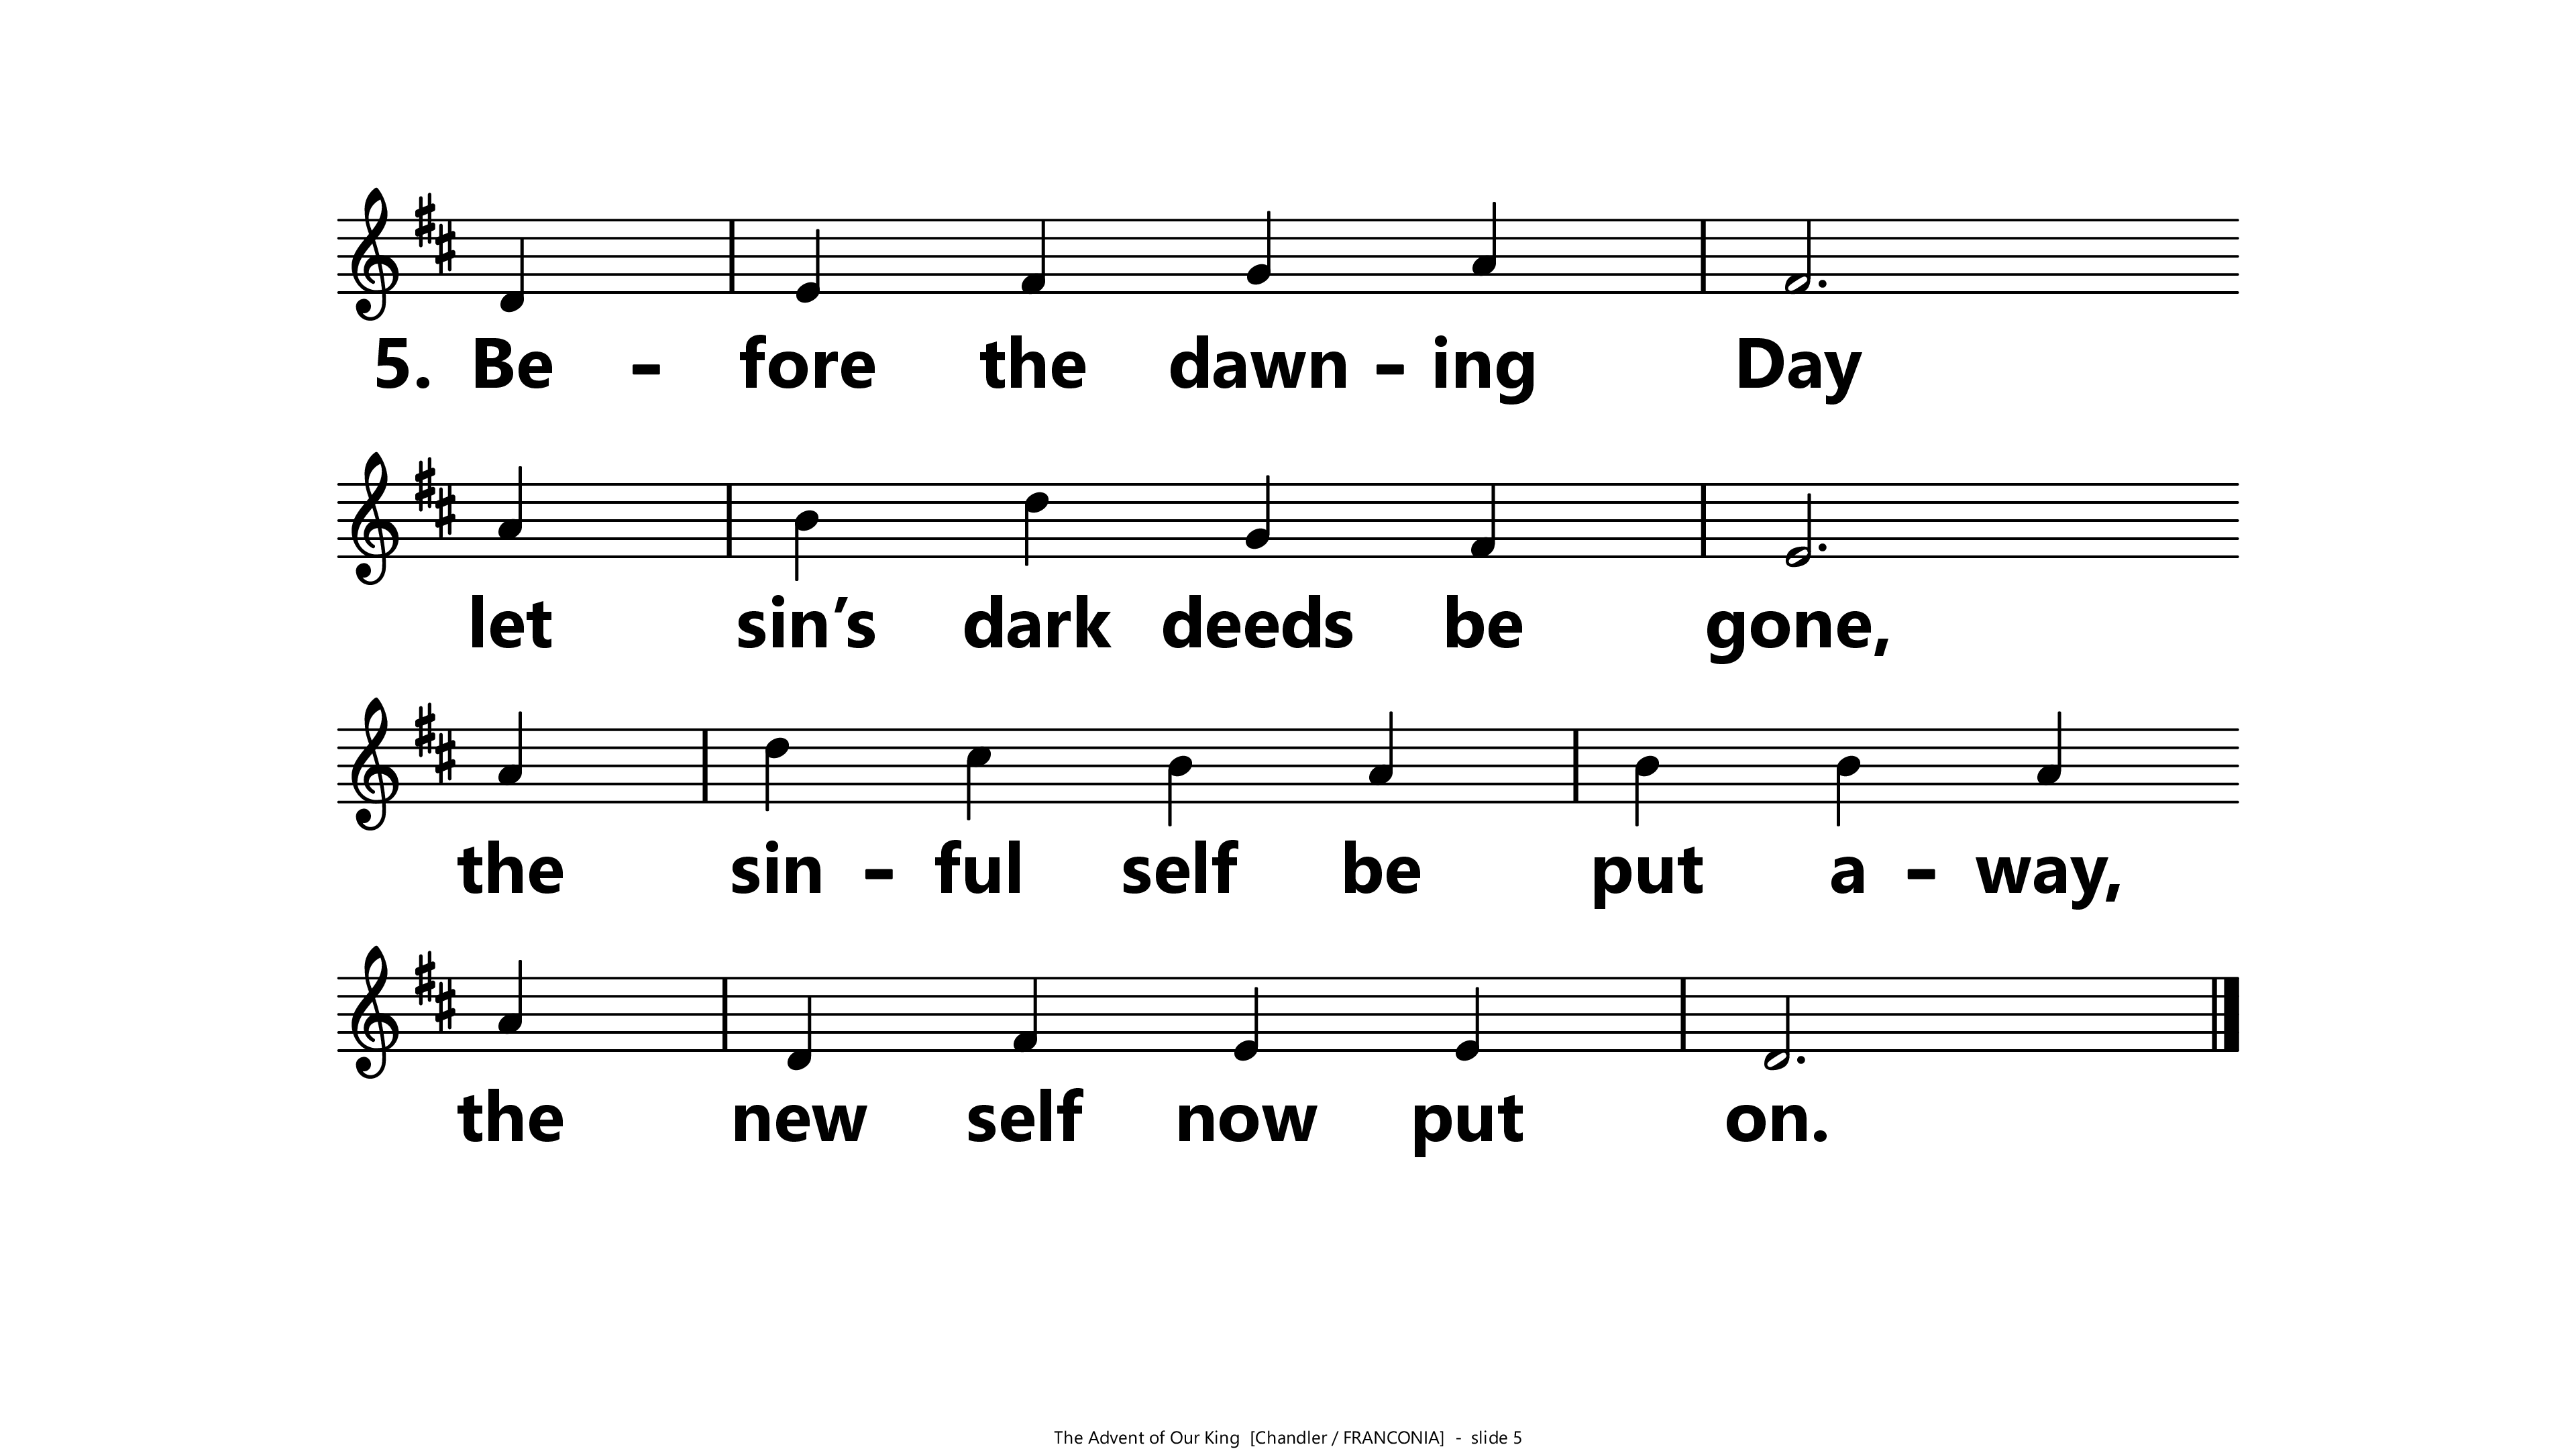 5. Be - fore the dawn - ing Day
let sin’s dark deeds be gone,
the sin - ful self be put a - way,
the new self now put on.
The Advent of Our King [Chandler / FRANCONIA] - slide 5